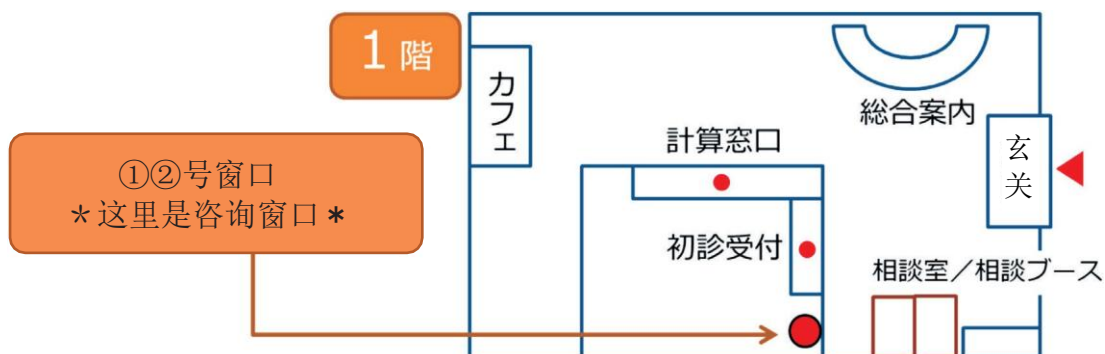 1 階
カフェ
総合案内
計算窓口
玄关
①②号窗口
＊这里是咨询窗口＊
初診受付
相談室／相談ブース